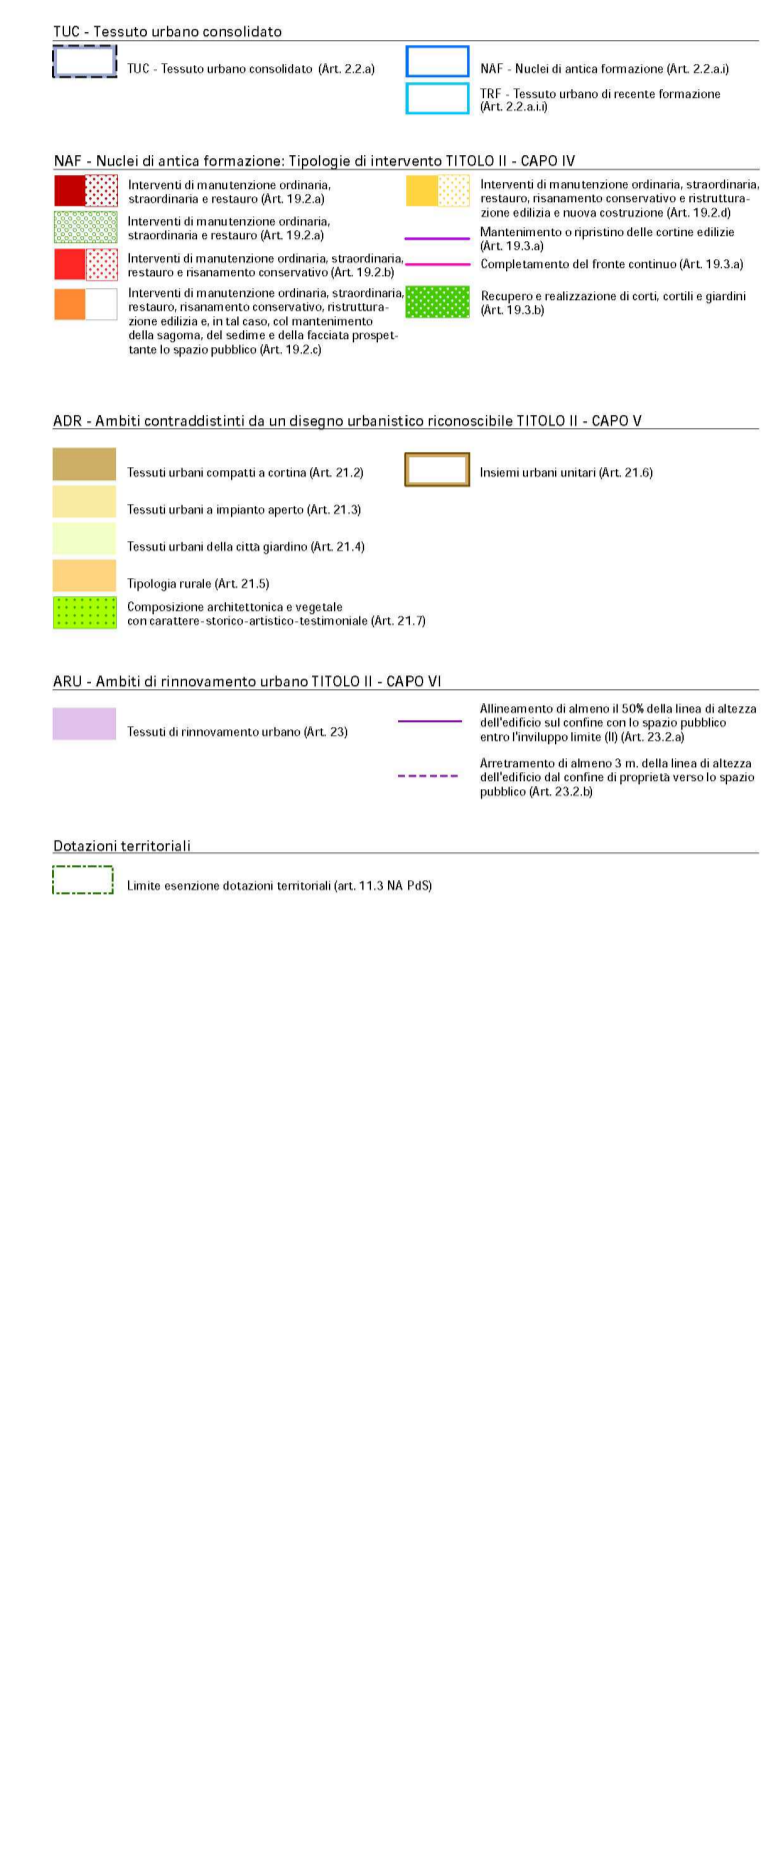 TUC - Tessuto urbano consolidato
TUC - Tessuto urbano consolidato (Art. 2.2.a)
NAF - Nuclei di antica formazione (Art. 2.2.a.i)
TRF - Tessuto urbano di recente formazione
(Art. 2.2.a.i.i)
NAF - Nuclei di antica formazione: Tipologie di intervento TITOLO II - CAPO IV
Interventi di manutenzione ordinaria,
straordinaria e restauro (Art. 19.2.a)
Interventi di manutenzione ordinaria,
straordinaria e restauro (Art. 19.2.a)
Interventi di manutenzione ordinaria, straordinaria,
restauro e risanamento conservativo (Art. 19.2.b)
Interventi di manutenzione ordinaria, straordinaria,
restauro, risanamento conservativo, ristruttura-
zione edilizia e, in tal caso, col mantenimento
della sagoma, del sedime e della facciata prospet-
tante lo spazio pubblico (Art. 19.2.c)
Interventi di manutenzione ordinaria, straordinaria,
restauro, risanamento conservativo e ristruttura-
zione edilizia e nuova costruzione (Art. 19.2.d)
Mantenimento o ripristino delle cortine edilizie
(Art. 19.3.a)
Completamento del fronte continuo (Art. 19.3.a)
Recupero e realizzazione di corti, cortili e giardini
(Art. 19.3.b)
ADR - Ambiti contraddistinti da un disegno urbanistico riconoscibile TITOLO II - CAPO V
Tessuti urbani compatti a cortina (Art. 21.2)
Tessuti urbani a impianto aperto (Art. 21.3)
Tessuti urbani della città giardino (Art. 21.4)
Tipologia rurale (Art. 21.5)
Composizione architettonica e vegetale
con carattere-storico-artistico-testimoniale (Art. 21.7)
Insiemi urbani unitari (Art. 21.6)
ARU - Ambiti di rinnovamento urbano TITOLO II - CAPO VI
Tessuti di rinnovamento urbano (Art. 23)
Allineamento di almeno il 50% della linea di altezza
dell'edificio sul confine con lo spazio pubblico
entro l'inviluppo limite (II) (Art. 23.2.a)
Arretramento di almeno 3 m. della linea di altezza
dell'edificio dal confine di proprietà verso lo spazio
pubblico (Art. 23.2.b)
Dotazioni territoriali
Limite esenzione dotazioni territoriali (art. 11.3 NA PdS)